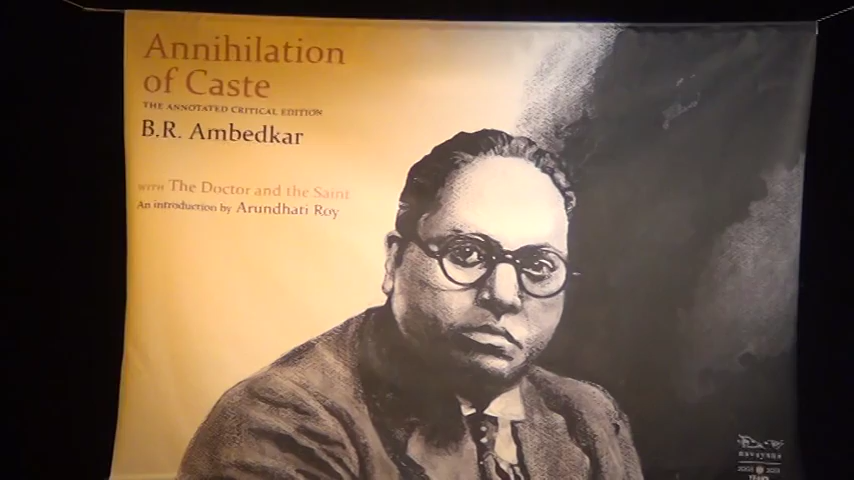 Annihilation
of Caste
THE ANNOTATED CRITICAL EDITION
B.R. Ambedkar
WITH The Doctor and the Saint
An introduction by Arundhati Roy
navayana
YEARS